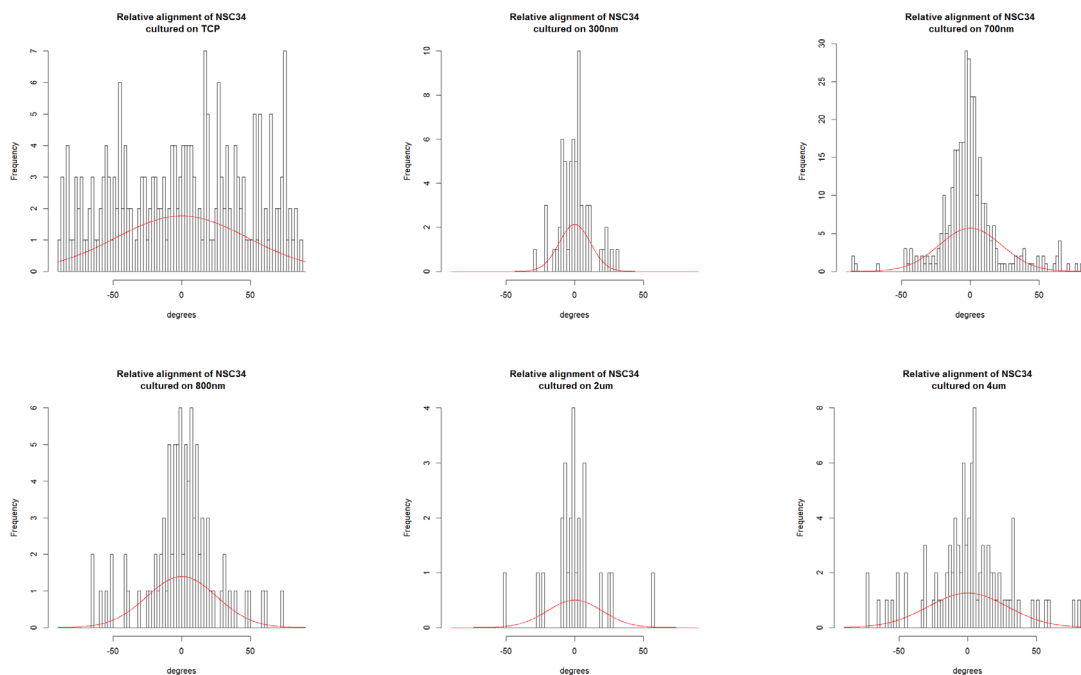 Relative alignment of NSC34
cultured on TCP
Frequency
0
1
2
3
4
5
6
7
-50
0
50
degrees
Relative alignment of NSC34
cultured on 300nm
Frequency
0
2
4
6
8
10
-50
0
50
degrees
Relative alignment of NSC34
cultured on 700nm
Frequency
0
5
10
15
20
25
30
-50
0
50
degrees
Relative alignment of NSC34
cultured on 800nm
Frequency
0
1
2
3
4
5
6
-50
0
50
degrees
Relative alignment of NSC34
cultured on 2um
Frequency
0
1
2
3
4
-50
0
50
degrees
Relative alignment of NSC34
cultured on 4um
Frequency
0
2
4
6
8
-50
0
50
degrees